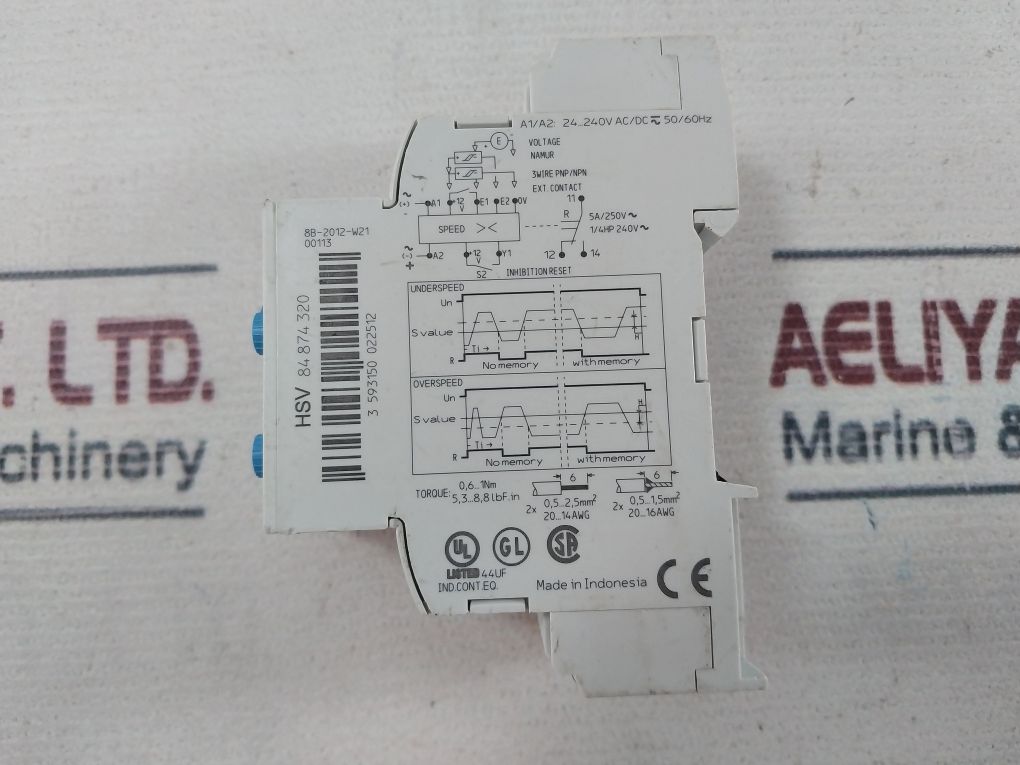 A1/A2: 24...240V AC/DC 50/60Hz
E
VOLTAGE
NAMUR
3WIRE PNP/NPN
EXT. CONTACT
A1 +12 V E1 E2 0V
11
SPEED ><
R
5A/250V ~
1/4HP 240V ~
A2 +12 V Y1
12 14
S2 INHIBITION RESET
8B-2012-W21
00113
HSV 84 874 320
3 593150 022512
UNDERSPEED
Un
S value
H
Ti
R
No memory with memory
OVERSPEED
Un
S value
H
Ti
R
No memory with memory
TORQUE: 0,6...1Nm
5,3...8,8 lbF.in
6
2x 0,5...2,5mm²
20...14AWG
6
2x 0,5...1,5mm²
20...16AWG
UL
LISTED 44UF
IND.CONT.EQ.
GL
SA
Made in Indonesia
CE
. LTD.
chinery
AELIYA
Marine &